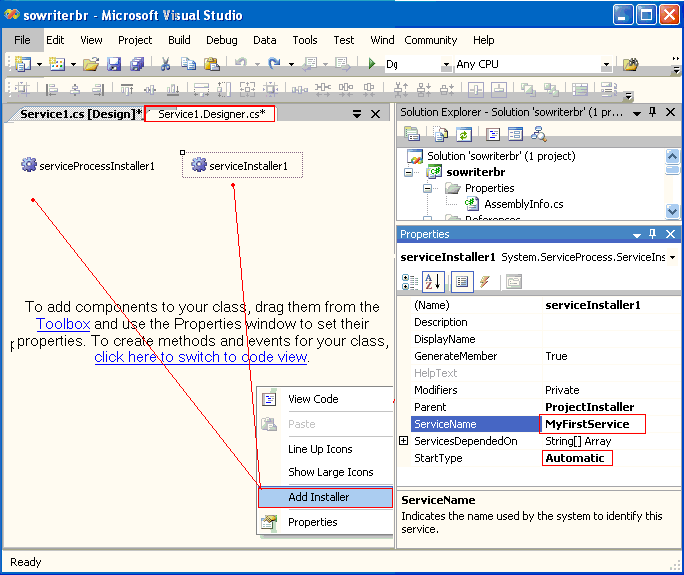 sowriterbr - Microsoft Visual Studio
File Edit View Project Build Debug Data Tools Test Wind Community Help
Dg Any CPU
Service1.cs [Design]* Service1.Designer.cs*
serviceProcessInstaller1 serviceInstaller1
To add components to your class, drag them from the
Toolbox and use the Properties window to set their
properties. To create methods and events for your class,
click here to switch to code view.
View Code
Paste
Line Up Icons
Show Large Icons
Add Installer
Properties
Solution Explorer - Solution 'sowriterbr' (1 pr...
Solution 'sowriterbr' (1 project)
sowriterbr
Properties
AssemblyInfo.cs
References
Properties
serviceInstaller1 System.ServiceProcess.ServiceIns
(Name) serviceInstaller1
Description
DisplayName
GenerateMember True
HelpText
Modifiers Private
Parent ProjectInstaller
ServiceName MyFirstService
ServicesDependedOn String[] Array
StartType Automatic
ServiceName
Indicates the name used by the system to identify this
service.
Ready